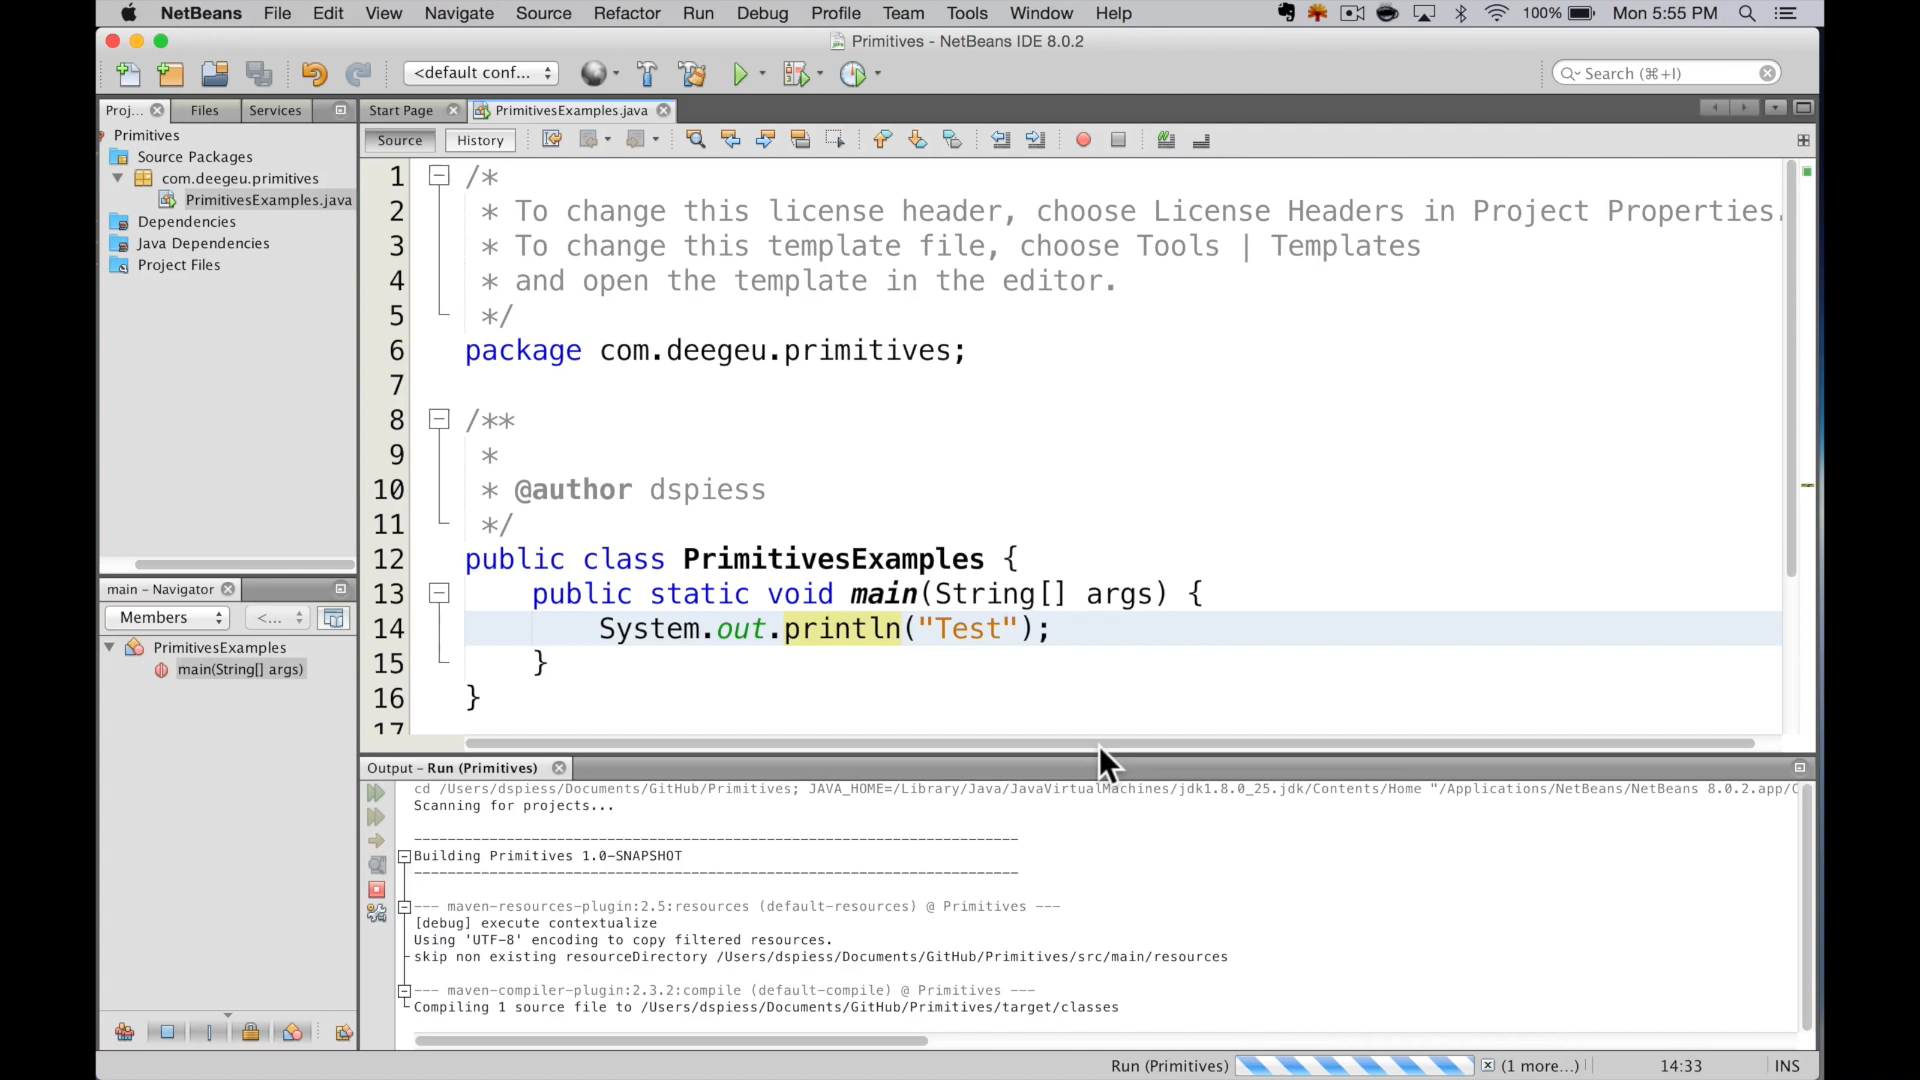 NetBeans File Edit View Navigate Source Refactor Run Debug Profile Team Tools Window Help 100% Mon 5:55 PM
Primitives - NetBeans IDE 8.0.2
<default conf... Search (⌘+I)
Proj... Files Services Start Page PrimitivesExamples.java
Source History
Primitives
Source Packages
com.deegeu.primitives
PrimitivesExamples.java
Dependencies
Java Dependencies
Project Files
1 /*
2 * To change this license header, choose License Headers in Project Properties.
3 * To change this template file, choose Tools | Templates
4 * and open the template in the editor.
5 */
6 package com.deegeu.primitives;
7
8 /**
9 *
10 * @author dspiess
11 */
12 public class PrimitivesExamples {
13 public static void main(String[] args) {
14 System.out.println("Test");
15 }
16 }
17
main – Navigator
Members <...
PrimitivesExamples
main(String[] args)
Output – Run (Primitives)
cd /Users/dspiess/Documents/GitHub/Primitives; JAVA_HOME=/Library/Java/JavaVirtualMachines/jdk1.8.0_25.jdk/Contents/Home "/Applications/NetBeans/NetBeans 8.0.2.app/C
Scanning for projects...
------------------------------------------------------------------------
Building Primitives 1.0-SNAPSHOT
------------------------------------------------------------------------
--- maven-resources-plugin:2.5:resources (default-resources) @ Primitives ---
[debug] execute contextualize
Using 'UTF-8' encoding to copy filtered resources.
skip non existing resourceDirectory /Users/dspiess/Documents/GitHub/Primitives/src/main/resources
--- maven-compiler-plugin:2.3.2:compile (default-compile) @ Primitives ---
Compiling 1 source file to /Users/dspiess/Documents/GitHub/Primitives/target/classes
Run (Primitives) (1 more...) 14:33 INS